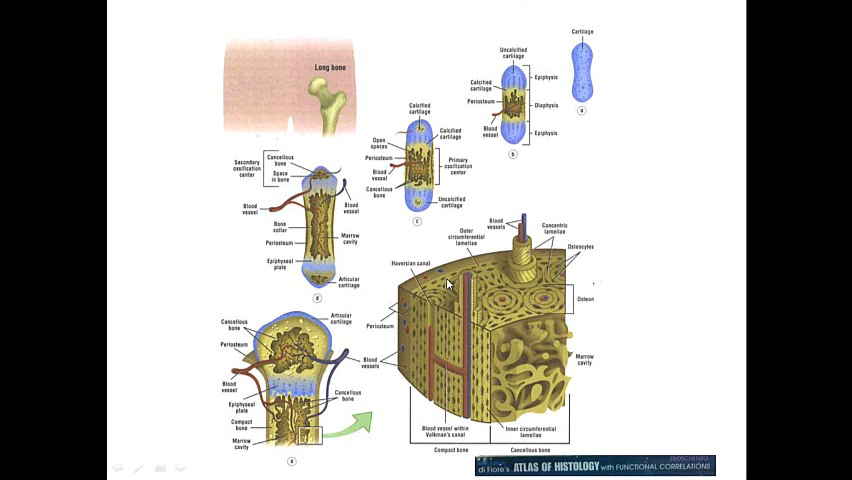 Cartilage
a
Uncalcified
cartilage
Calcified
cartilage
Periosteum
Blood
vessel
Epiphysis
Diaphysis
Epiphysis
b
Long bone
Calcified
cartilage
Open
spaces
Periosteum
Blood
vessel
Cancellous
bone
Calcified
cartilage
Primary
ossification
center
Uncalcified
cartilage
c
Secondary
ossification
center
Cancellous
bone
Space
in bone
Blood
vessel
Blood
vessel
Bone
collar
Periosteum
Marrow
cavity
Epiphyseal
plate
Articular
cartilage
d
Articular
cartilage
Cancellous
bone
Periosteum
Blood
vessel
Epiphyseal
plate
Compact
bone
Marrow
cavity
Cancellous
bone
Blood
vessels
e
Blood
vessels
Outer
circumferential
lamellae
Concentric
lamellae
Osteocytes
Haversian canal
Osteon
Periosteum
Marrow
cavity
Blood vessel within
Volkman's canal
Inner circumferential
lamellae
Compact bone
Cancellous bone
EROSCHENKO
di Fiore's ATLAS OF HISTOLOGY with FUNCTIONAL CORRELATIONS